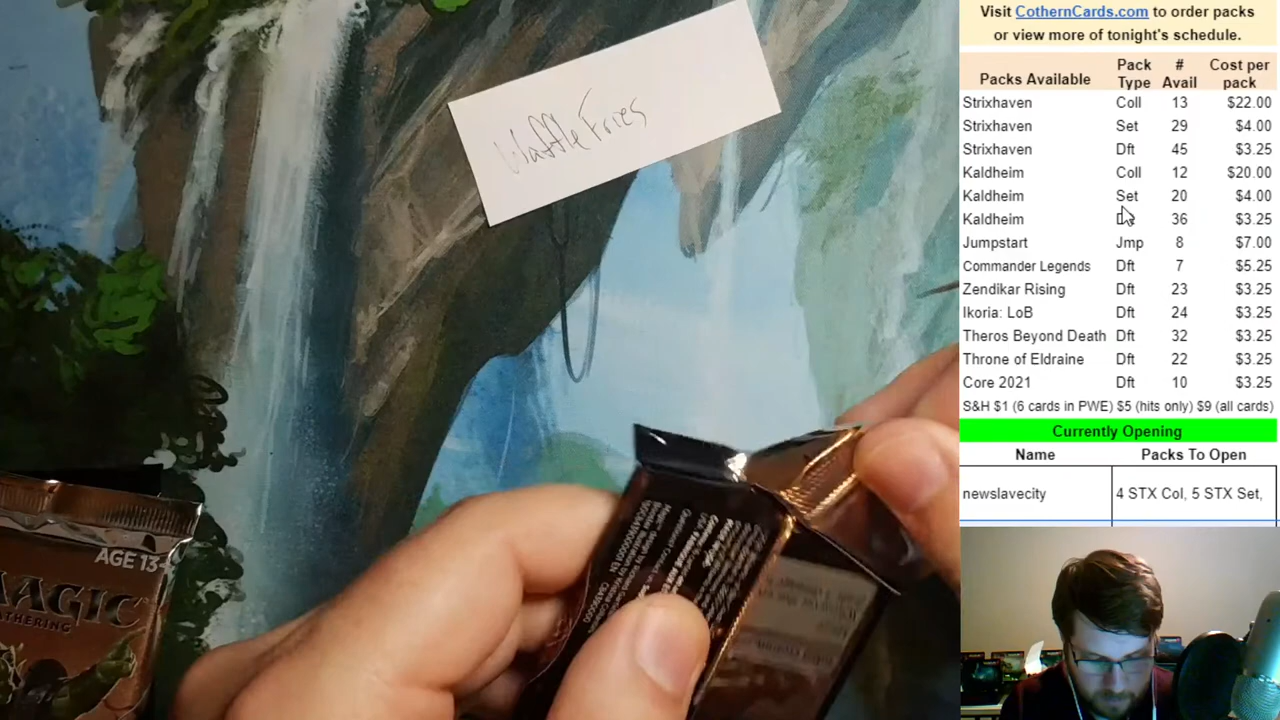 Waffle Fries
AGE 13+
MAGIC
GATHERING
Visit CothernCards.com to order packs
or view more of tonight's schedule.
Packs Available Pack Type # Avail Cost per pack
Strixhaven Coll 13 $22.00
Strixhaven Set 29 $4.00
Strixhaven Dft 45 $3.25
Kaldheim Coll 12 $20.00
Kaldheim Set 20 $4.00
Kaldheim 36 $3.25
Jumpstart Jmp 8 $7.00
Commander Legends Dft 7 $5.25
Zendikar Rising Dft 23 $3.25
Ikoria: LoB Dft 24 $3.25
Theros Beyond Death Dft 32 $3.25
Throne of Eldraine Dft 22 $3.25
Core 2021 Dft 10 $3.25
S&H $1 (6 cards in PWE) $5 (hits only) $9 (all cards)
Currently Opening
Name Packs To Open
newslavecity 4 STX Col, 5 STX Set,